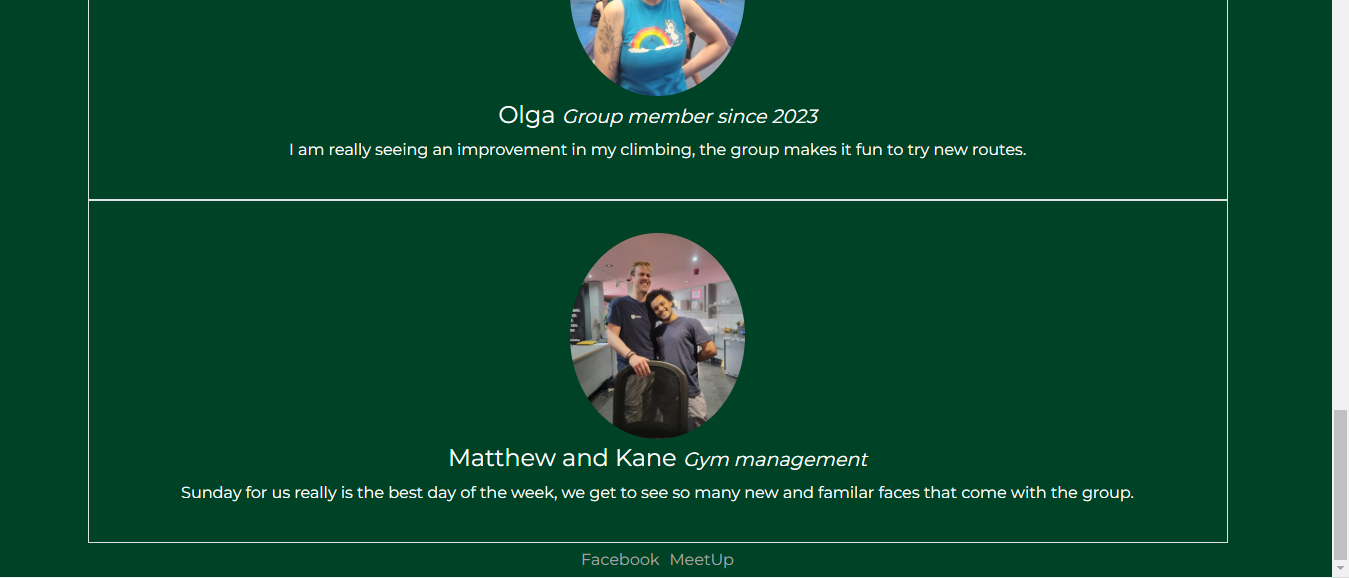 Olga Group member since 2023
I am really seeing an improvement in my climbing, the group makes it fun to try new routes.
Matthew and Kane Gym management
Sunday for us really is the best day of the week, we get to see so many new and familar faces that come with the group.
Facebook MeetUp